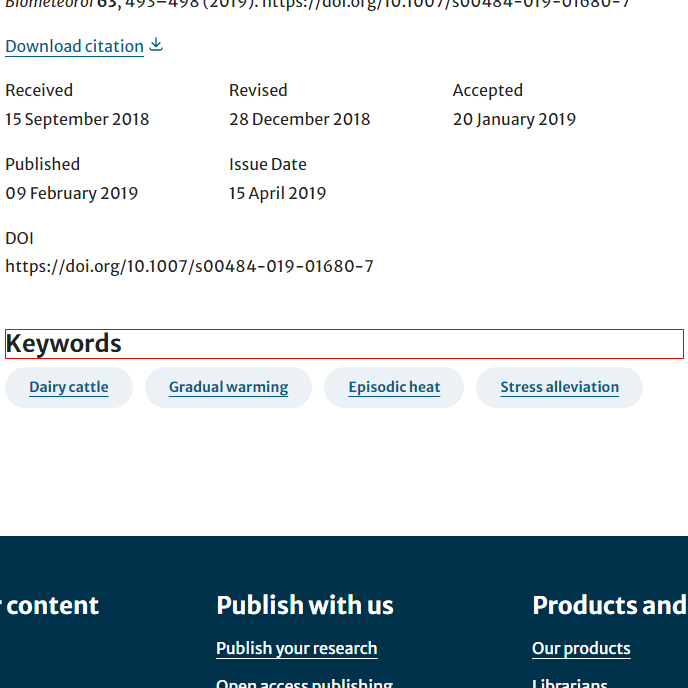 Biometeorol 63, 493–498 (2019). https://doi.org/10.1007/s00484-019-01680-7
Download citation
Received
Revised
Accepted
15 September 2018
28 December 2018
20 January 2019
Published
Issue Date
09 February 2019
15 April 2019
DOI
https://doi.org/10.1007/s00484-019-01680-7
Keywords
Dairy cattle
Gradual warming
Episodic heat
Stress alleviation
content
Publish with us
Products and
Publish your research
Our products
Open access publishing
Librarians